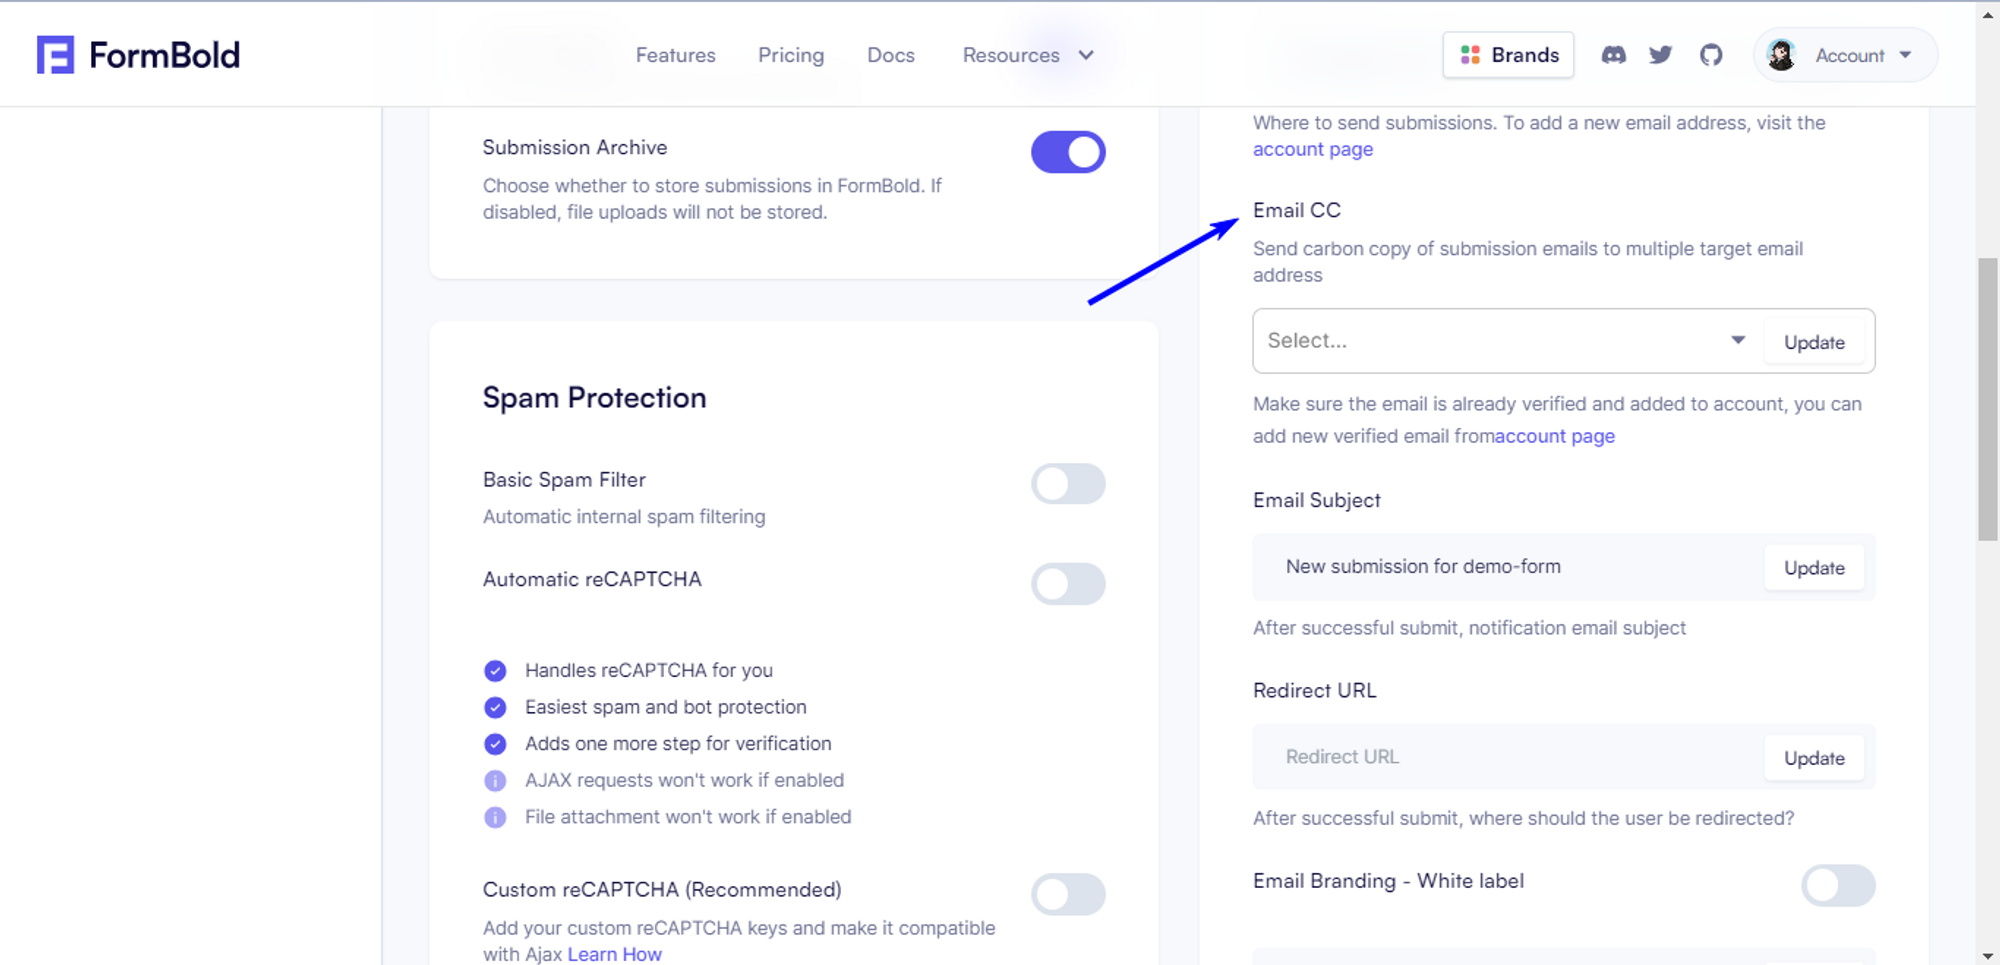 FormBold
Features
Pricing
Docs
Resources
Brands
Account
Submission Archive
Choose whether to store submissions in FormBold. If
disabled, file uploads will not be stored.
Spam Protection
Basic Spam Filter
Automatic internal spam filtering
Automatic reCAPTCHA
Handles reCAPTCHA for you
Easiest spam and bot protection
Adds one more step for verification
AJAX requests won't work if enabled
File attachment won't work if enabled
Custom reCAPTCHA (Recommended)
Add your custom reCAPTCHA keys and make it compatible
with Ajax Learn How
Where to send submissions. To add a new email address, visit the
account page
Email CC
Send carbon copy of submission emails to multiple target email
address
Select...
Update
Make sure the email is already verified and added to account, you can
add new verified email fromaccount page
Email Subject
New submission for demo-form
Update
After successful submit, notification email subject
Redirect URL
Redirect URL
Update
After successful submit, where should the user be redirected?
Email Branding - White label